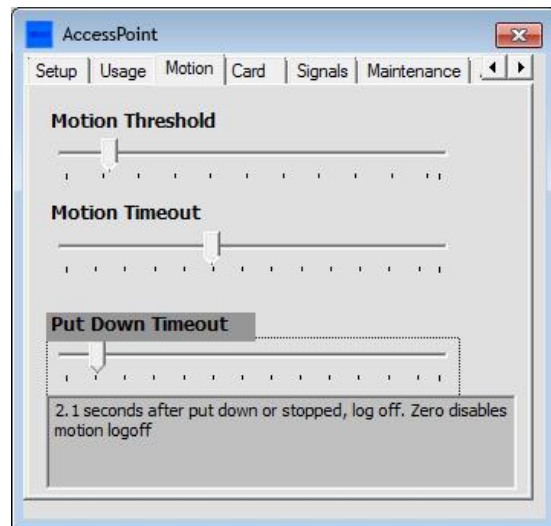 AccessPoint
Setup Usage Motion Card Signals Maintenance
Motion Threshold
Motion Timeout
Put Down Timeout
2.1 seconds after put down or stopped, log off. Zero disables
motion logoff